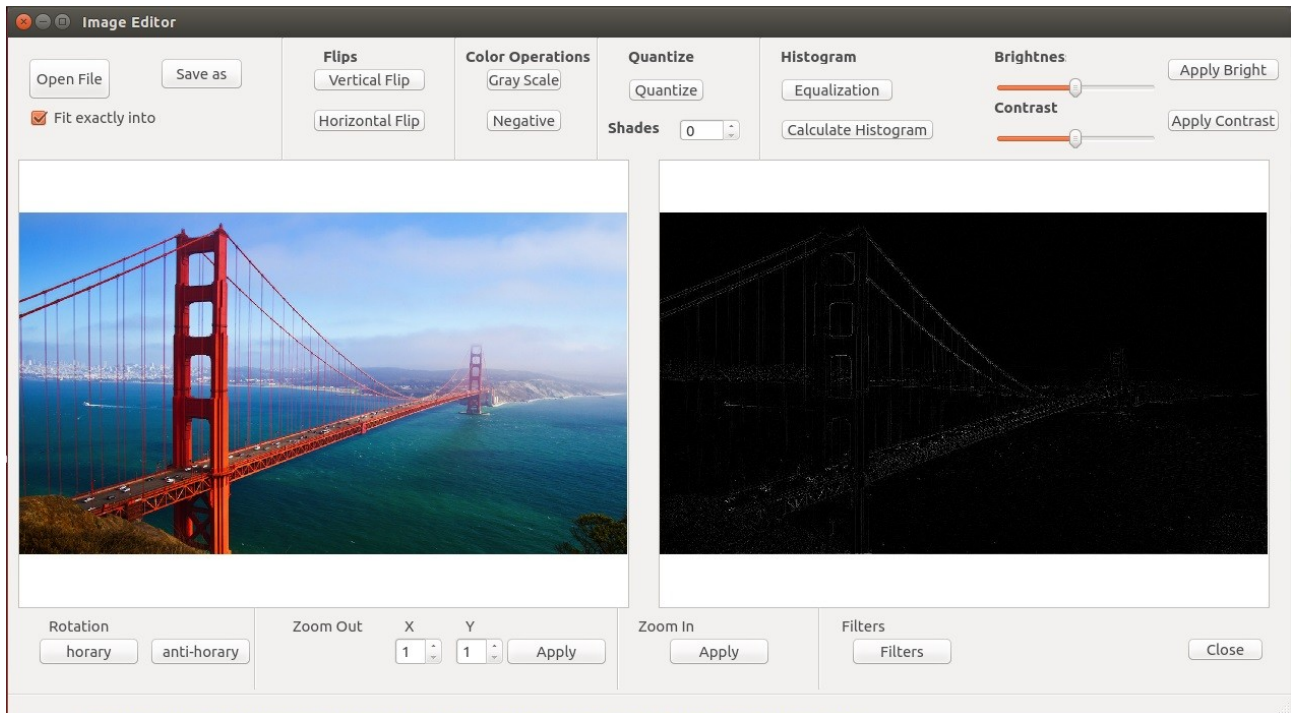 Image Editor
Open File
Save as
Fit exactly into
Flips
Vertical Flip
Horizontal Flip
Color Operations
Gray Scale
Negative
Quantize
Quantize
Shades 0
Histogram
Equalization
Calculate Histogram
Brightnes
Apply Bright
Contrast
Apply Contrast
Rotation
horary
anti-horary
Zoom Out X Y
1 1 Apply
Zoom In
Apply
Filters
Filters
Close